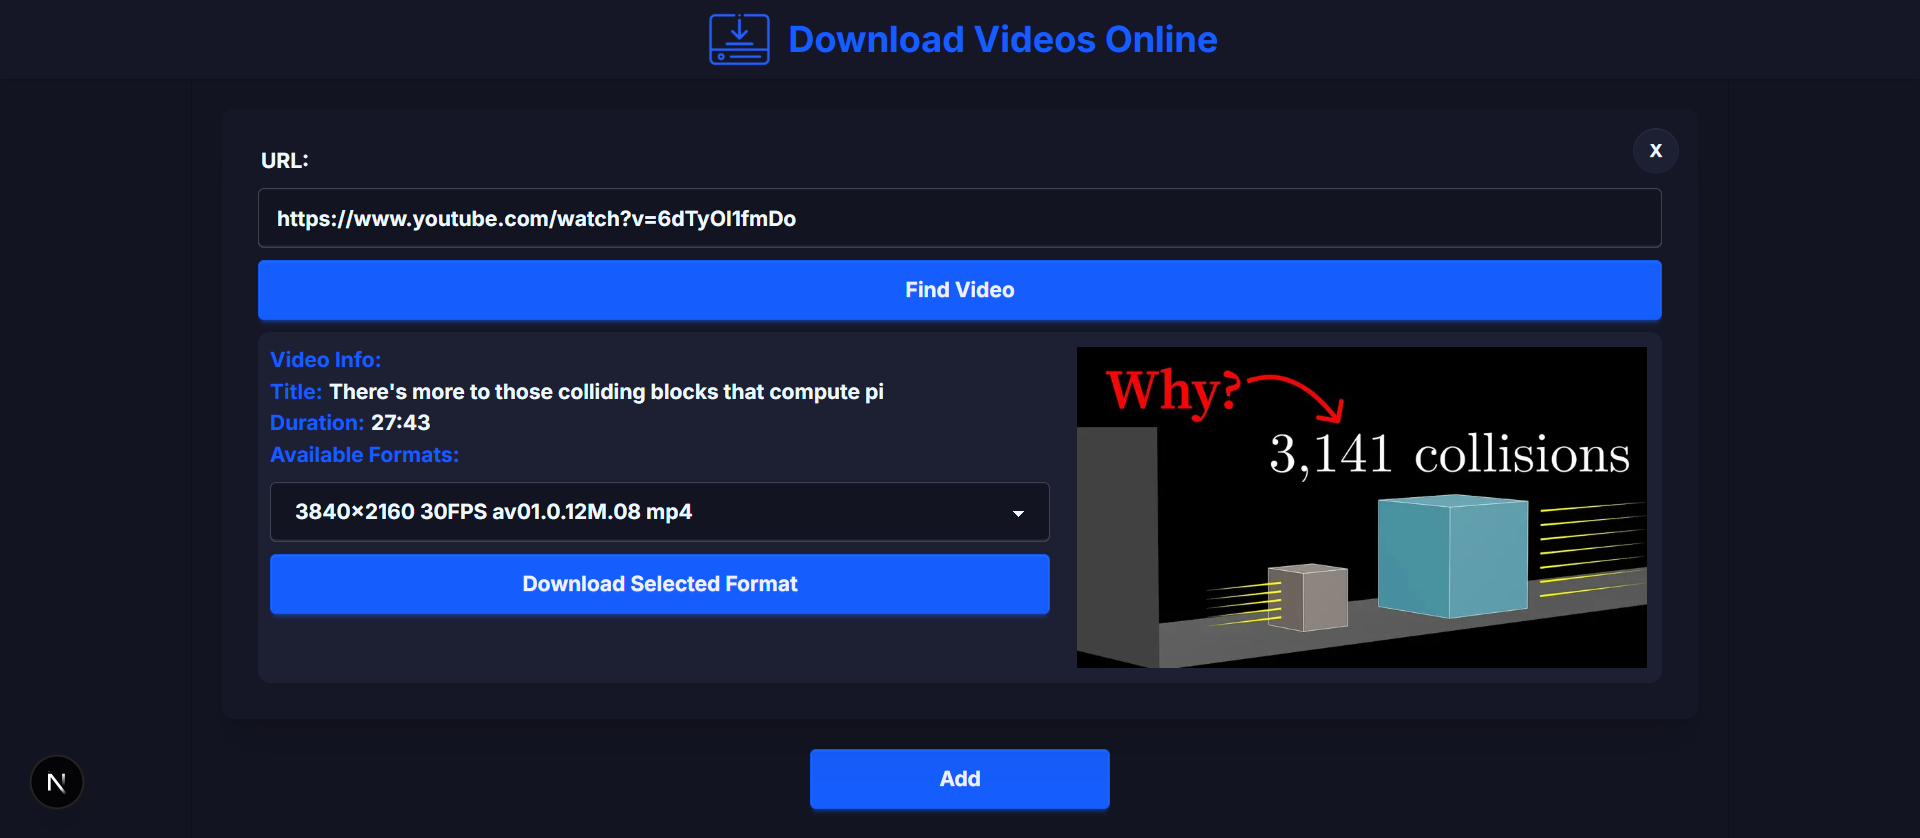 Download Videos Online
URL:
X
https://www.youtube.com/watch?v=6dTyOl1fmDo
Find Video
Video Info:
Title: There's more to those colliding blocks that compute pi
Duration: 27:43
Available Formats:
3840×2160 30FPS av01.0.12M.08 mp4
Download Selected Format
Why?
3,141 collisions
Add
N